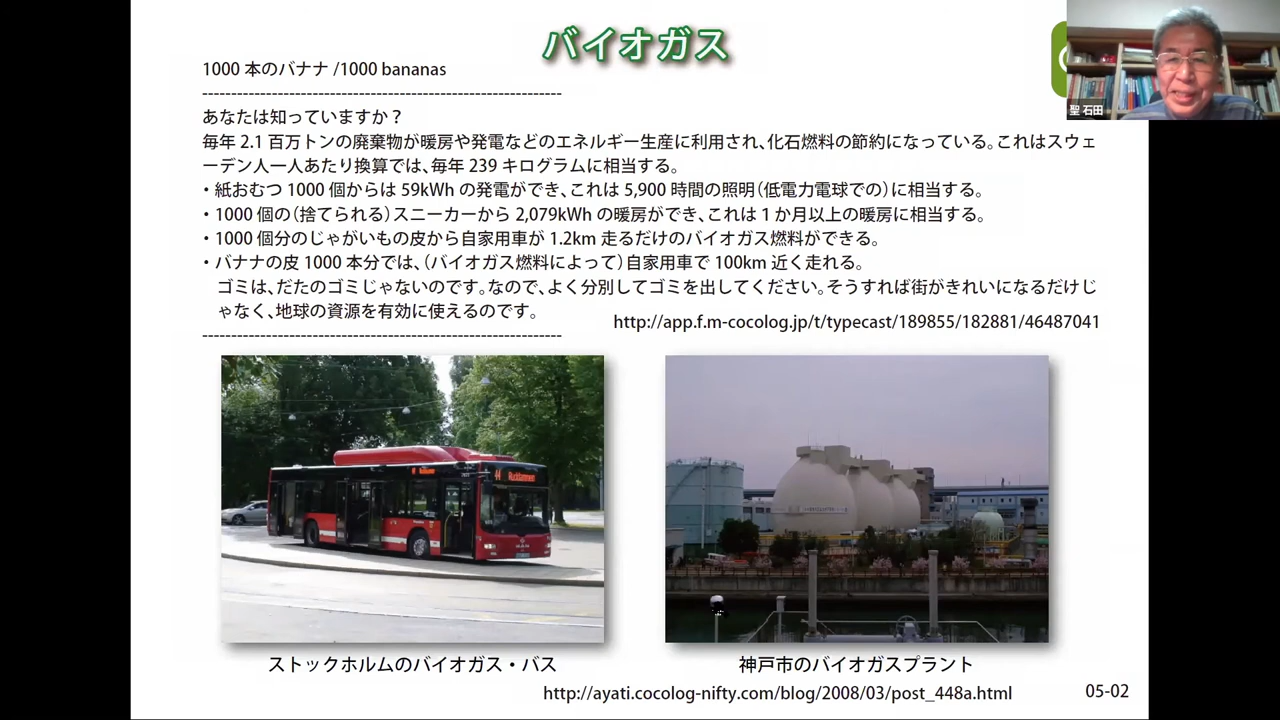 バイオガス
1000 本のバナナ /1000 bananas
------------------------------------------------------------
あなたは知っていますか？
毎年 2.1 百万トンの廃棄物が暖房や発電などのエネルギー生産に利用され、化石燃料の節約になっている。これはスウェ
ーデン人一人あたり換算では、毎年 239 キログラムに相当する。
・紙おむつ 1000 個からは 59kWh の発電ができ、これは 5,900 時間の照明（低電力電球での）に相当する。
・1000 個の（捨てられる）スニーカーから 2,079kWh の暖房ができ、これは 1 か月以上の暖房に相当する。
・1000 個分のじゃがいもの皮から自家用車が 1.2km 走るだけのバイオガス燃料ができる。
・バナナの皮 1000 本分では、（バイオガス燃料によって）自家用車で 100km 近く走れる。
ゴミは、だたのゴミじゃないのです。なので、よく分別してゴミを出してください。そうすれば街がきれいになるだけじ
ゃなく、地球の資源を有効に使えるのです。
http://app.f.m-cocolog.jp/t/typecast/189855/182881/46487041
------------------------------------------------------------
聖 石田
44
ストックホルムのバイオガス・バス
神戸市のバイオガスプラント
http://ayati.cocolog-nifty.com/blog/2008/03/post_448a.html
05-02